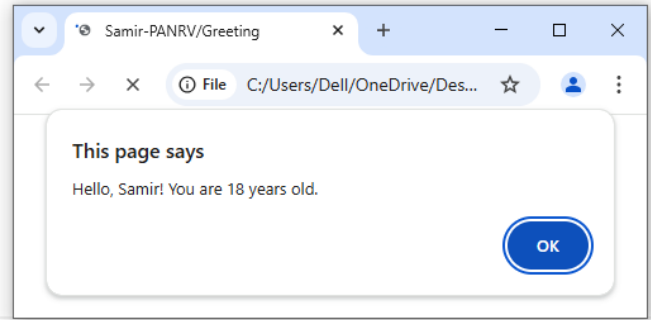 Samir-PANRV/Greeting
File C:/Users/Dell/OneDrive/Des...
This page says
Hello, Samir! You are 18 years old.
OK